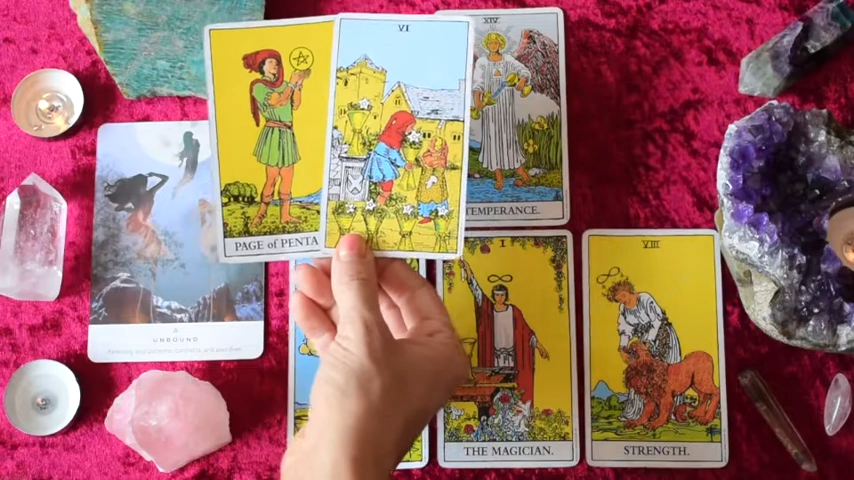 VI
XIV
PAGE of PENTA
TEMPERANCE.
UNBOUND
I
THE MAGICIAN.
VIII
STRENGTH.